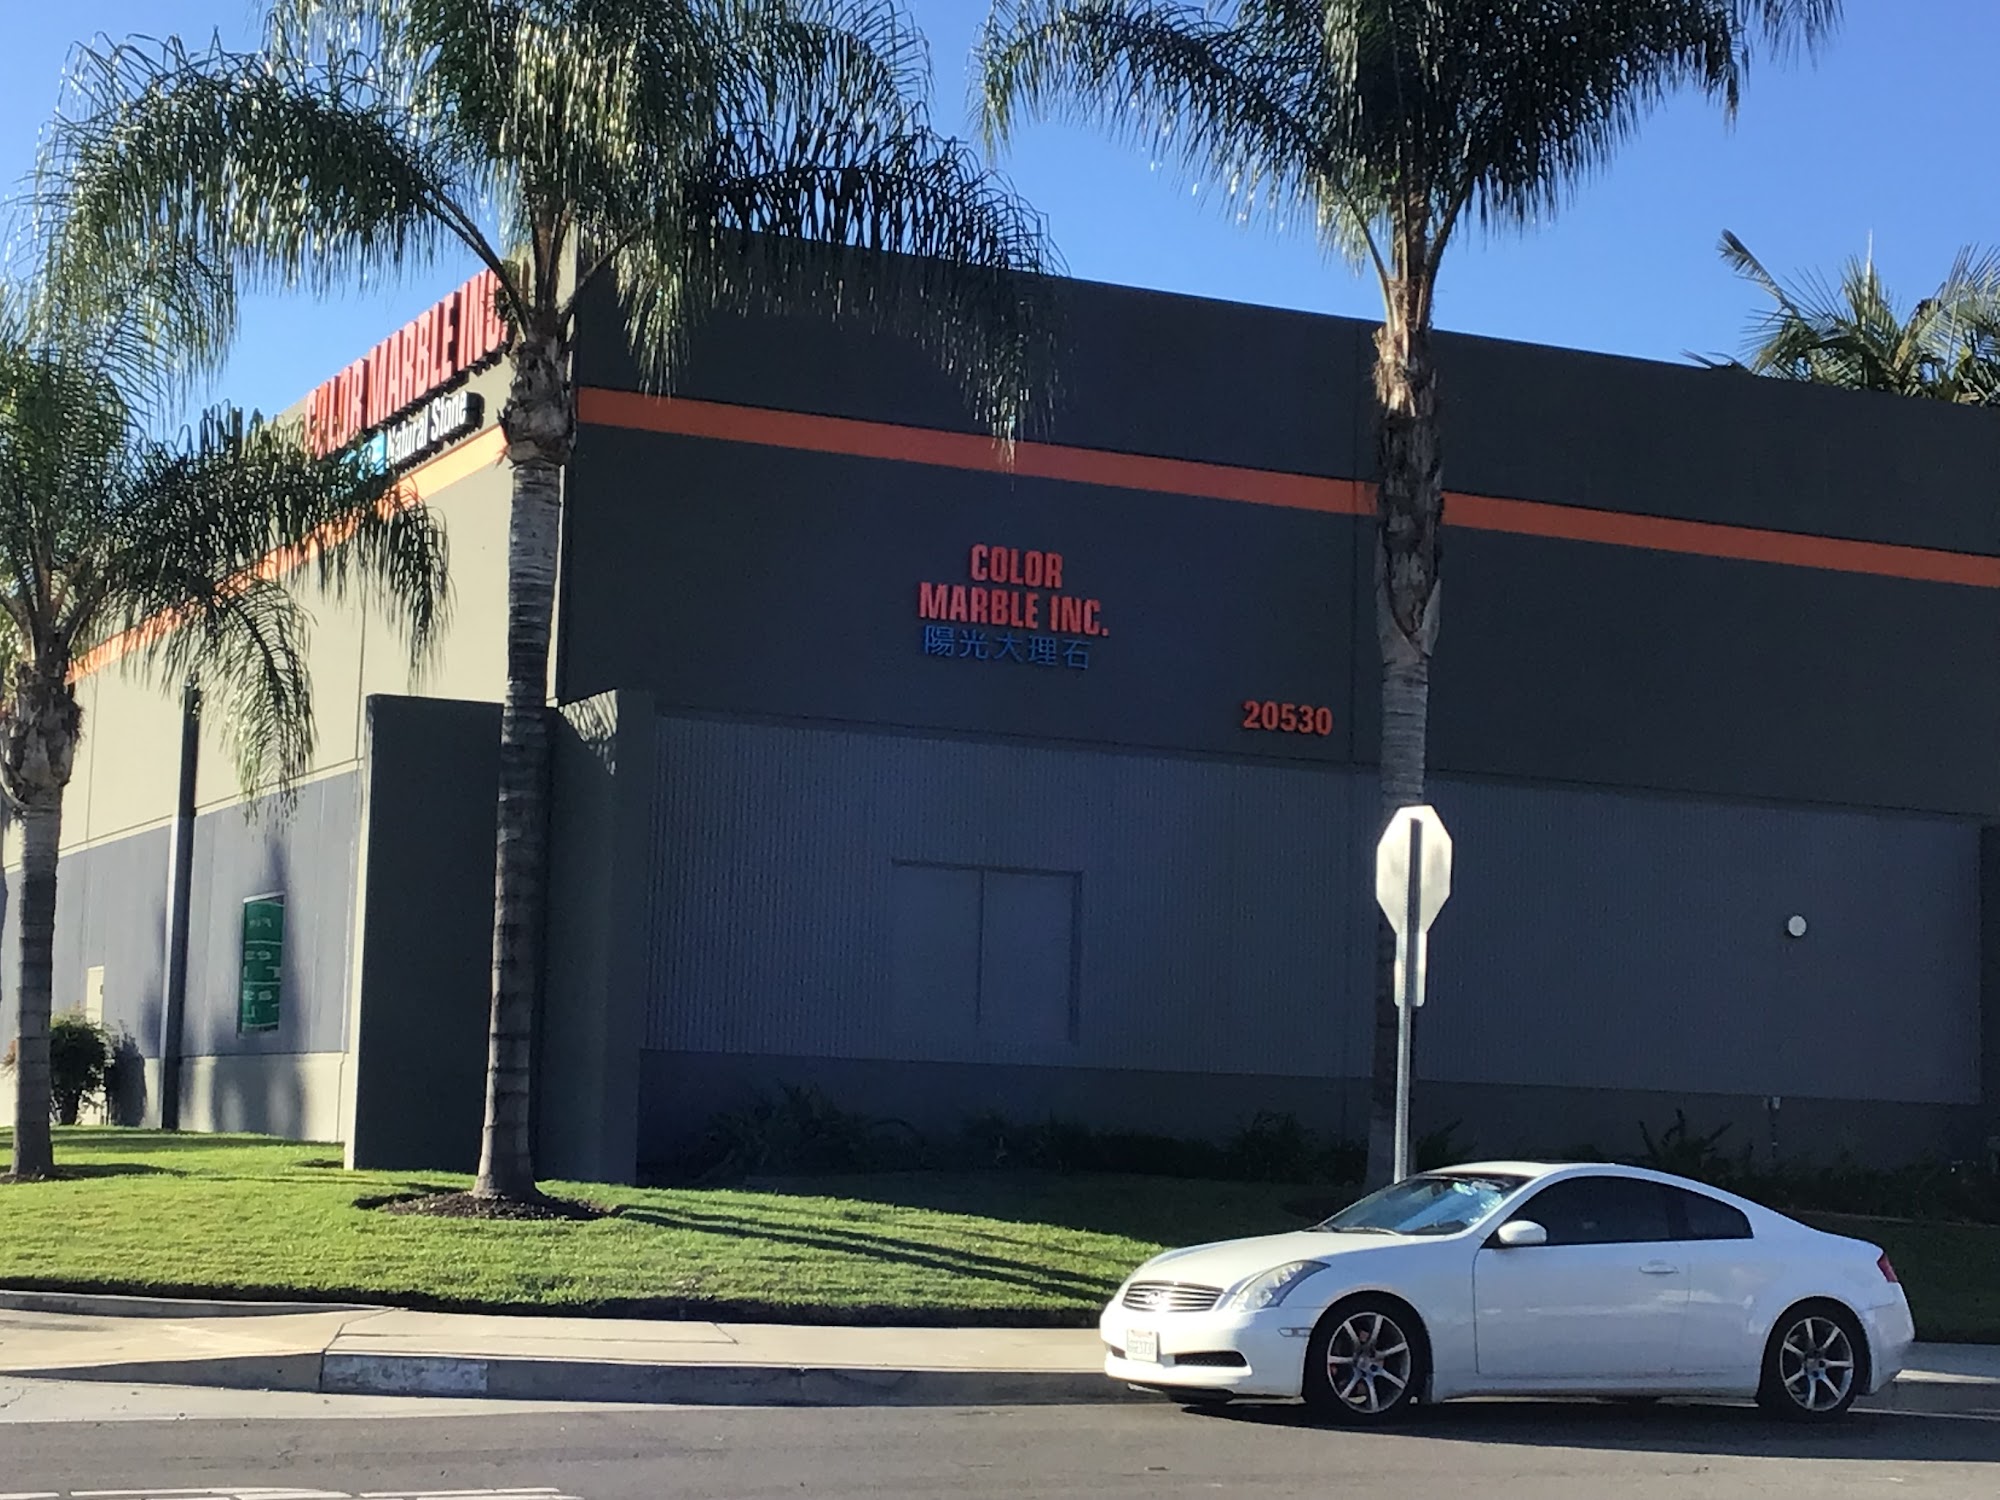 COLOR MARBLE INC.
Natural Stone
COLOR
MARBLE INC.
陽光大理石
20530